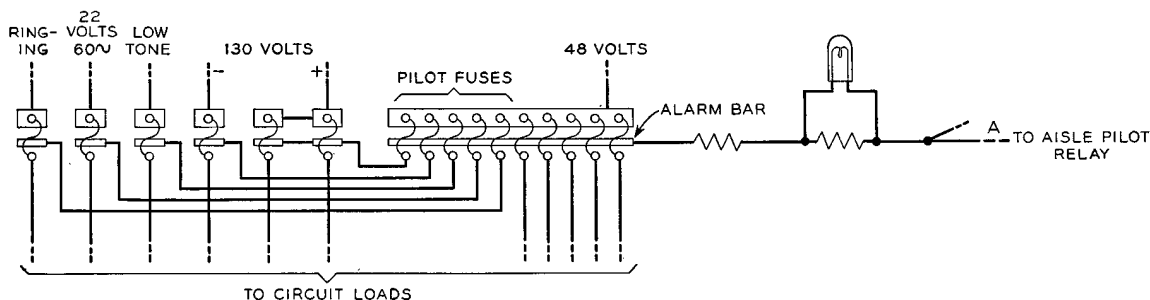 RING-
ING
22
VOLTS
60~
LOW
TONE
130 VOLTS
-
+
48 VOLTS
PILOT FUSES
ALARM BAR
A
TO AISLE PILOT
RELAY
TO CIRCUIT LOADS